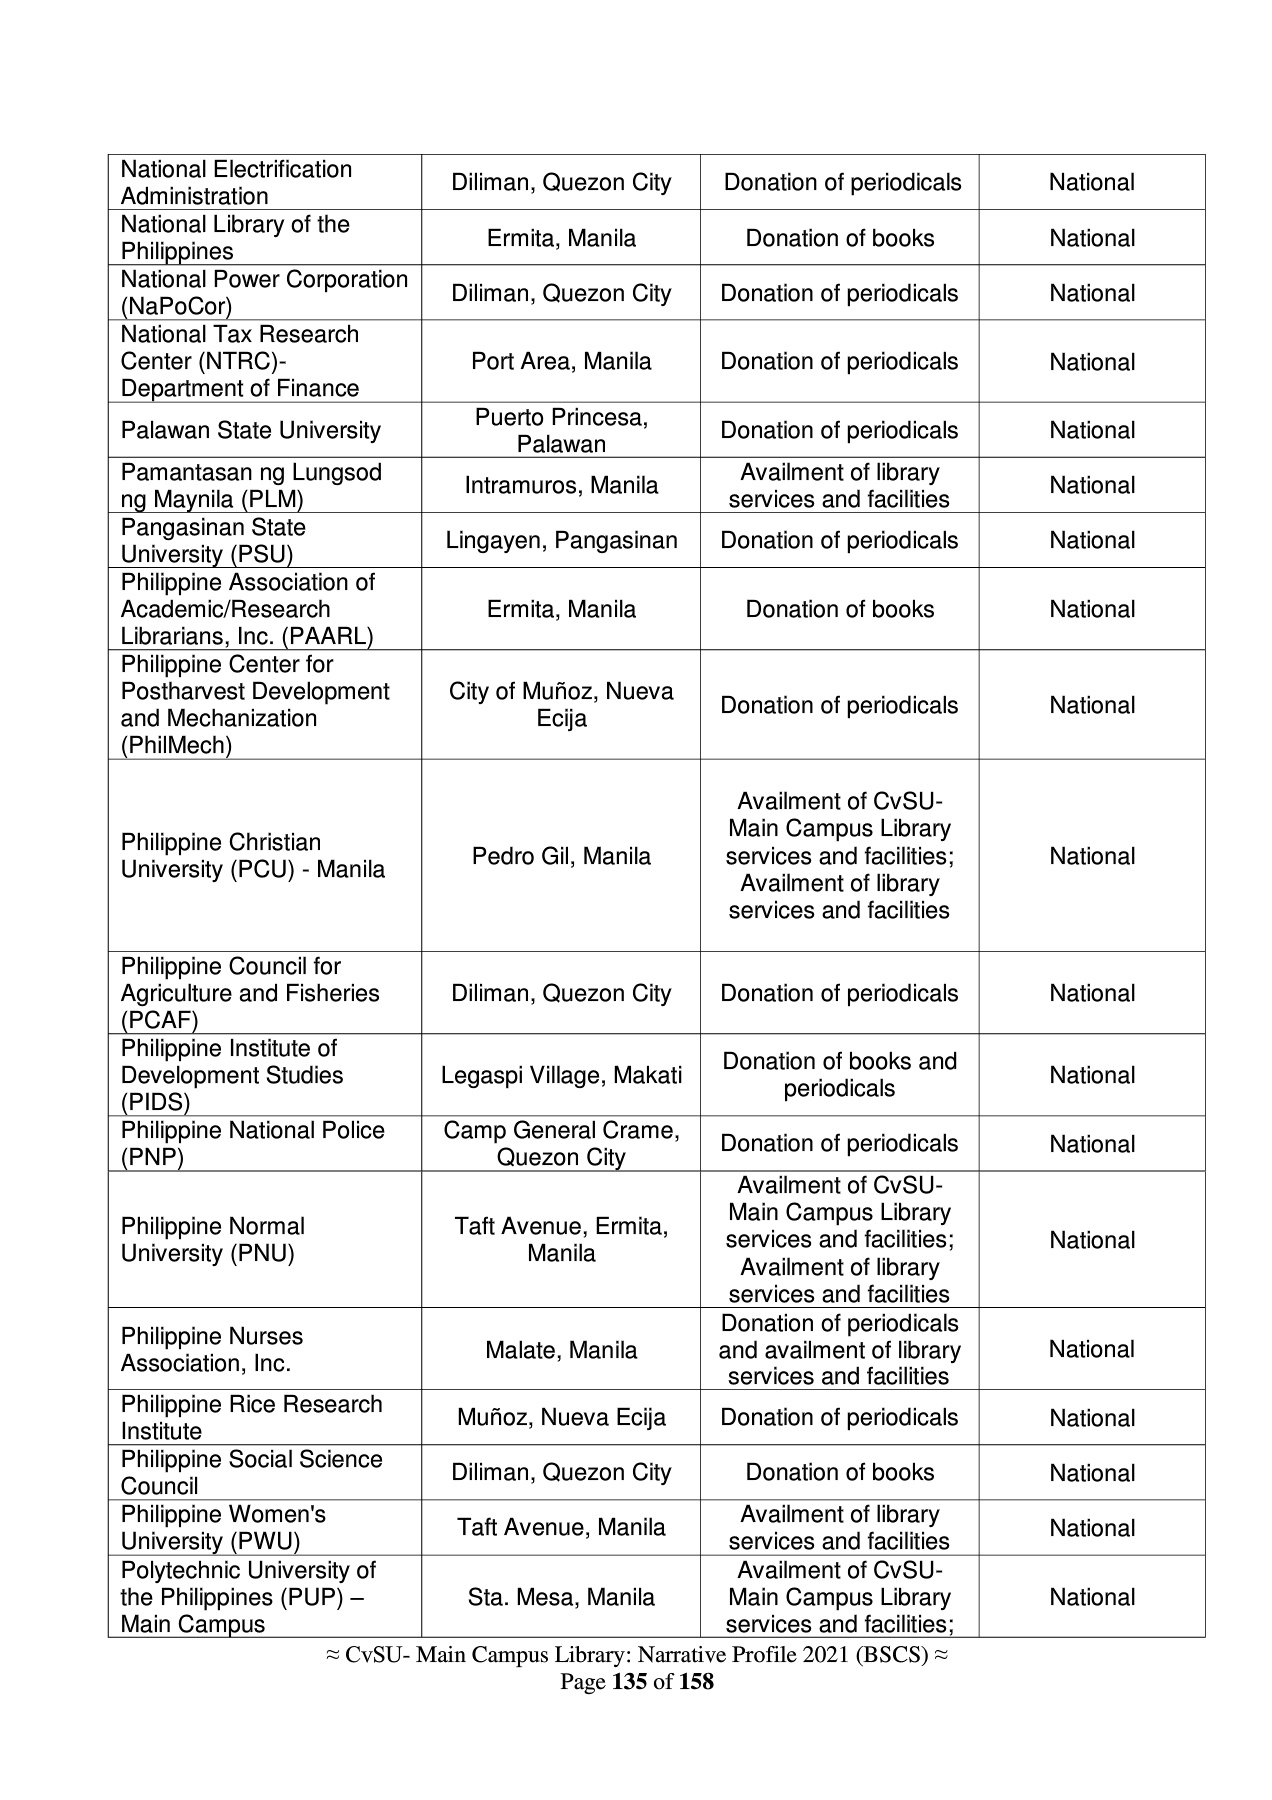 National Electrification
Administration
Diliman, Quezon City
Donation of periodicals
National
National Library of the
Philippines
Ermita, Manila
Donation of books
National
National Power Corporation
(NaPoCor)
Diliman, Quezon City
Donation of periodicals
National
National Tax Research
Center (NTRC)-
Department of Finance
Port Area, Manila
Donation of periodicals
National
Palawan State University
Puerto Princesa,
Palawan
Donation of periodicals
National
Pamantasan ng Lungsod
ng Maynila (PLM)
Intramuros, Manila
Availment of library
services and facilities
National
Pangasinan State
University (PSU)
Lingayen, Pangasinan
Donation of periodicals
National
Philippine Association of
Academic/Research
Librarians, Inc. (PAARL)
Ermita, Manila
Donation of books
National
Philippine Center for
Postharvest Development
and Mechanization
(PhilMech)
City of Muñoz, Nueva
Ecija
Donation of periodicals
National
Philippine Christian
University (PCU) - Manila
Pedro Gil, Manila
Availment of CvSU-
Main Campus Library
services and facilities;
Availment of library
services and facilities
National
Philippine Council for
Agriculture and Fisheries
(PCAF)
Diliman, Quezon City
Donation of periodicals
National
Philippine Institute of
Development Studies
(PIDS)
Legaspi Village, Makati
Donation of books and
periodicals
National
Philippine National Police
(PNP)
Camp General Crame,
Quezon City
Donation of periodicals
National
Philippine Normal
University (PNU)
Taft Avenue, Ermita,
Manila
Availment of CvSU-
Main Campus Library
services and facilities;
Availment of library
services and facilities
National
Philippine Nurses
Association, Inc.
Malate, Manila
Donation of periodicals
and availment of library
services and facilities
National
Philippine Rice Research
Institute
Muñoz, Nueva Ecija
Donation of periodicals
National
Philippine Social Science
Council
Diliman, Quezon City
Donation of books
National
Philippine Women's
University (PWU)
Taft Avenue, Manila
Availment of library
services and facilities
National
Polytechnic University of
the Philippines (PUP) –
Main Campus
Sta. Mesa, Manila
Availment of CvSU-
Main Campus Library
services and facilities;
National
≈ CvSU- Main Campus Library: Narrative Profile 2021 (BSCS) ≈
Page 135 of 158